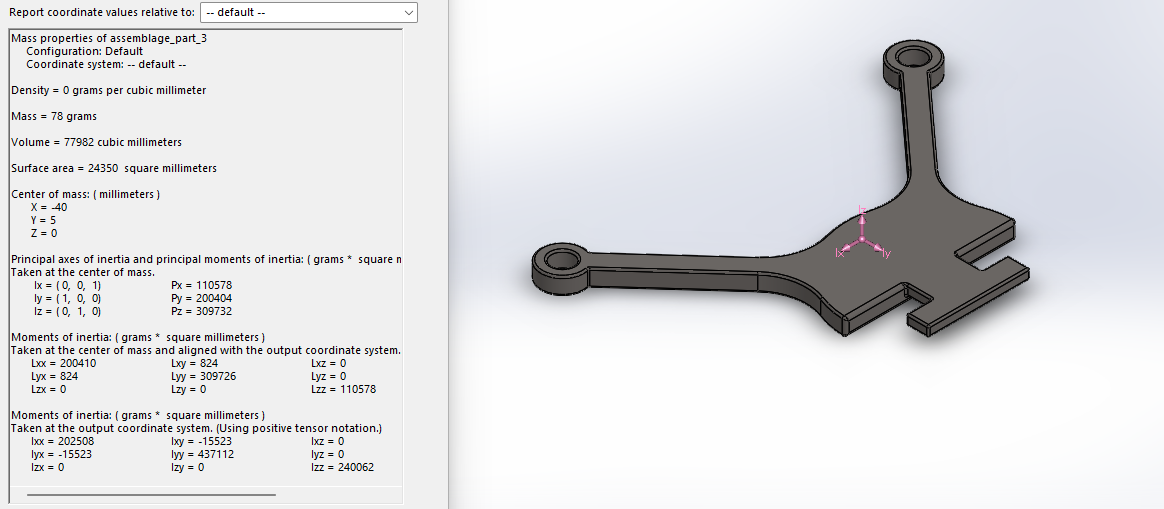 Report coordinate values relative to: -- default --
Mass properties of assemblage_part_3
Configuration: Default
Coordinate system: -- default --
Density = 0 grams per cubic millimeter
Mass = 78 grams
Volume = 77982 cubic millimeters
Surface area = 24350 square millimeters
Center of mass: ( millimeters )
X = -40
Y = 5
Z = 0
Principal axes of inertia and principal moments of inertia: ( grams * square
Taken at the center of mass.
Ix = ( 0, 0, 1) Px = 110578
Iy = ( 1, 0, 0) Py = 200404
Iz = ( 0, 1, 0) Pz = 309732
Moments of inertia: ( grams * square millimeters )
Taken at the center of mass and aligned with the output coordinate system.
Lxx = 200410 Lxy = 824 Lxz = 0
Lyx = 824 Lyy = 309726 Lyz = 0
Lzx = 0 Lzy = 0 Lzz = 110578
Moments of inertia: ( grams * square millimeters )
Taken at the output coordinate system. (Using positive tensor notation.)
Ixx = 202508 Ixy = -15523 Ixz = 0
Iyx = -15523 Iyy = 437112 Iyz = 0
Izx = 0 Izy = 0 Izz = 240062
Iz
Ix
Iy